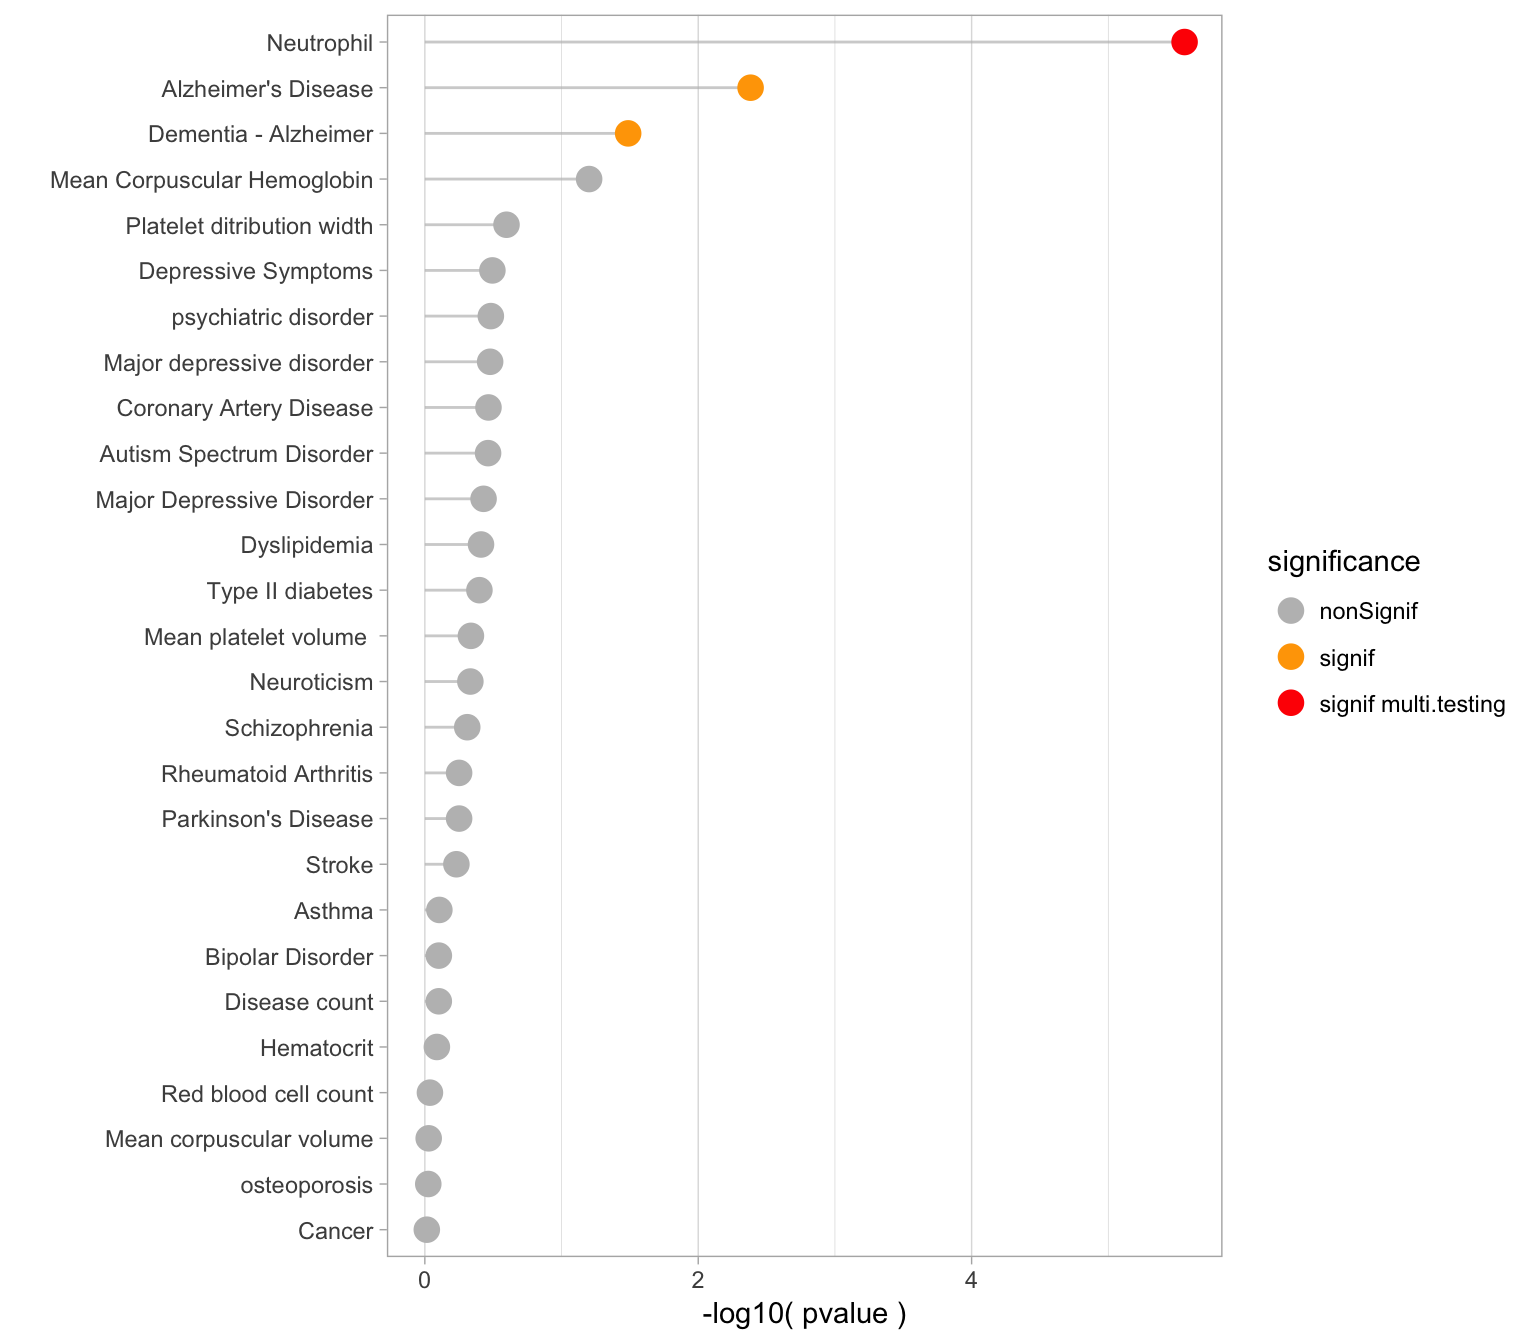 Neutrophil
Alzheimer's Disease
Dementia - Alzheimer
Mean Corpuscular Hemoglobin
Platelet ditribution width
Depressive Symptoms
psychiatric disorder
Major depressive disorder
Coronary Artery Disease
Autism Spectrum Disorder
Major Depressive Disorder
Dyslipidemia
Type II diabetes
Mean platelet volume
Neuroticism
Schizophrenia
Rheumatoid Arthritis
Parkinson's Disease
Stroke
Asthma
Bipolar Disorder
Disease count
Hematocrit
Red blood cell count
Mean corpuscular volume
osteoporosis
Cancer
0 2 4
-log10( pvalue )
significance
nonSignif
signif
signif multi.testing